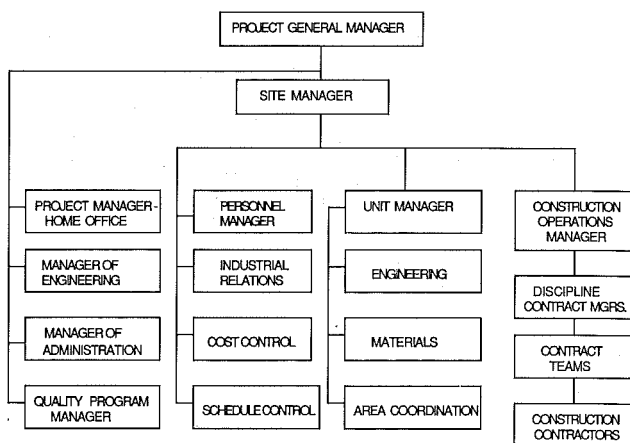 PROJECT GENERAL MANAGER
SITE MANAGER
PROJECT MANAGER-
HOME OFFICE
MANAGER OF
ENGINEERING
MANAGER OF
ADMINISTRATION
QUALITY PROGRAM
MANAGER
PERSONNEL
MANAGER
INDUSTRIAL
RELATIONS
COST CONTROL
SCHEDULE CONTROL
UNIT MANAGER
ENGINEERING
MATERIALS
AREA COORDINATION
CONSTRUCTION
OPERATIONS
MANAGER
DISCIPLINE
CONTRACT MGRS.
CONTRACT
TEAMS
CONSTRUCTION
CONTRACTORS